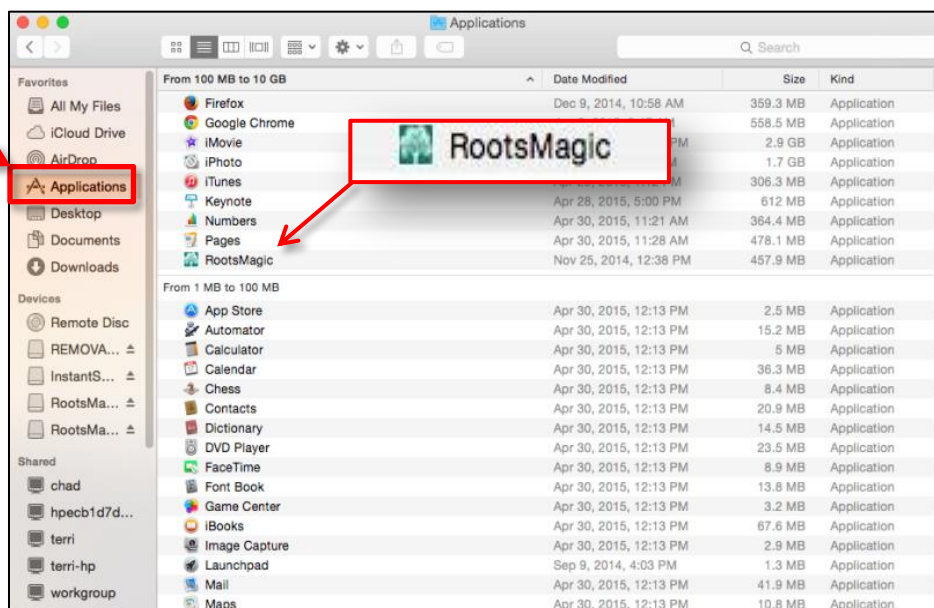 Applications
Search
Favorites
All My Files
iCloud Drive
AirDrop
Applications
Desktop
Documents
Downloads
Devices
Remote Disc
REMOVA...
InstantS...
RootsMa...
RootsMa...
Shared
chad
hpecb1d7d...
terri
terri-hp
workgroup
From 100 MB to 10 GB Date Modified Size Kind
Firefox Dec 9, 2014, 10:58 AM 359.3 MB Application
Google Chrome 558.5 MB Application
iMovie PM 2.9 GB Application
RootsMagic
iPhoto 1.7 GB Application
iTunes 306.3 MB Application
Keynote Apr 28, 2015, 5:00 PM 612 MB Application
Numbers Apr 30, 2015, 11:21 AM 364.4 MB Application
Pages Apr 30, 2015, 11:28 AM 478.1 MB Application
RootsMagic Nov 25, 2014, 12:38 PM 457.9 MB Application
From 1 MB to 100 MB
App Store Apr 30, 2015, 12:13 PM 2.5 MB Application
Automator Apr 30, 2015, 12:13 PM 15.2 MB Application
Calculator Apr 30, 2015, 12:13 PM 5 MB Application
Calendar Apr 30, 2015, 12:13 PM 36.3 MB Application
Chess Apr 30, 2015, 12:13 PM 8.4 MB Application
Contacts Apr 30, 2015, 12:13 PM 20.9 MB Application
Dictionary Apr 30, 2015, 12:13 PM 14.5 MB Application
DVD Player Apr 30, 2015, 12:13 PM 23.5 MB Application
FaceTime Apr 30, 2015, 12:13 PM 8.9 MB Application
Font Book Apr 30, 2015, 12:13 PM 13.8 MB Application
Game Center Apr 30, 2015, 12:13 PM 3.2 MB Application
iBooks Apr 30, 2015, 12:13 PM 67.6 MB Application
Image Capture Apr 30, 2015, 12:13 PM 2.9 MB Application
Launchpad Sep 9, 2014, 4:03 PM 1.3 MB Application
Mail Apr 30, 2015, 12:13 PM 41.9 MB Application
Maps Apr 30, 2015, 12:13 PM 10.8 MB Application